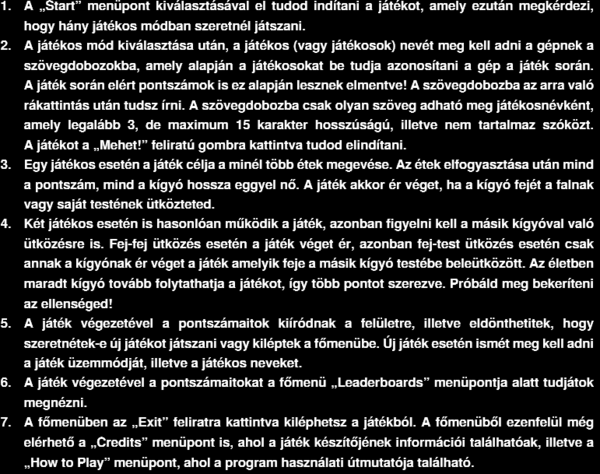 1. A „Start” menüpont kiválasztásával el tudod indítani a játékot, amely ezután megkérdezi,
hogy hány játékos módban szeretnél játszani.
2. A játékos mód kiválasztása után, a játékos (vagy játékosok) nevét meg kell adni a gépnek a
szövegdobozokba, amely alapján a játékosokat be tudja azonosítani a gép a játék során.
A játék során elért pontszámok is ez alapján lesznek elmentve! A szövegdobozba az arra való
rákattintás után tudsz írni. A szövegdobozba csak olyan szöveg adható meg játékosnévként,
amely legalább 3, de maximum 15 karakter hosszúságú, illetve nem tartalmaz szóközt.
A játékot a „Mehet!” feliratú gombra kattintva tudod elindítani.
3. Egy játékos esetén a játék célja a minél több étek megevése. Az étek elfogyasztása után mind
a pontszám, mind a kígyó hossza eggyel nő. A játék akkor ér véget, ha a kígyó fejét a falnak
vagy saját testének ütközteted.
4. Két játékos esetén is hasonlóan működik a játék, azonban figyelni kell a másik kígyóval való
ütközésre is. Fej-fej ütközés esetén a játék véget ér, azonban fej-test ütközés esetén csak
annak a kígyónak ér véget a játék amelyik feje a másik kígyó testébe beleütközött. Az életben
maradt kígyó tovább folytathatja a játékot, így több pontot szerezve. Próbáld meg bekeríteni
az ellenséged!
5. A játék végezetével a pontszámaitok kiíródnak a felületre, illetve eldönthetitek, hogy
szeretnétek-e új játékot játszani vagy kiléptek a főmenübe. Új játék esetén ismét meg kell adni
a játék üzemmódját, illetve a játékos neveket.
6. A játék végezetével a pontszámaitokat a főmenü „Leaderboards” menüpontja alatt tudjátok
megnézni.
7. A főmenüben az „Exit” feliratra kattintva kiléphetsz a játékból. A főmenüből ezenfelül még
elérhető a „Credits” menüpont is, ahol a játék készítőjének információi találhatóak, illetve a
„How to Play” menüpont, ahol a program használati útmutatója található.